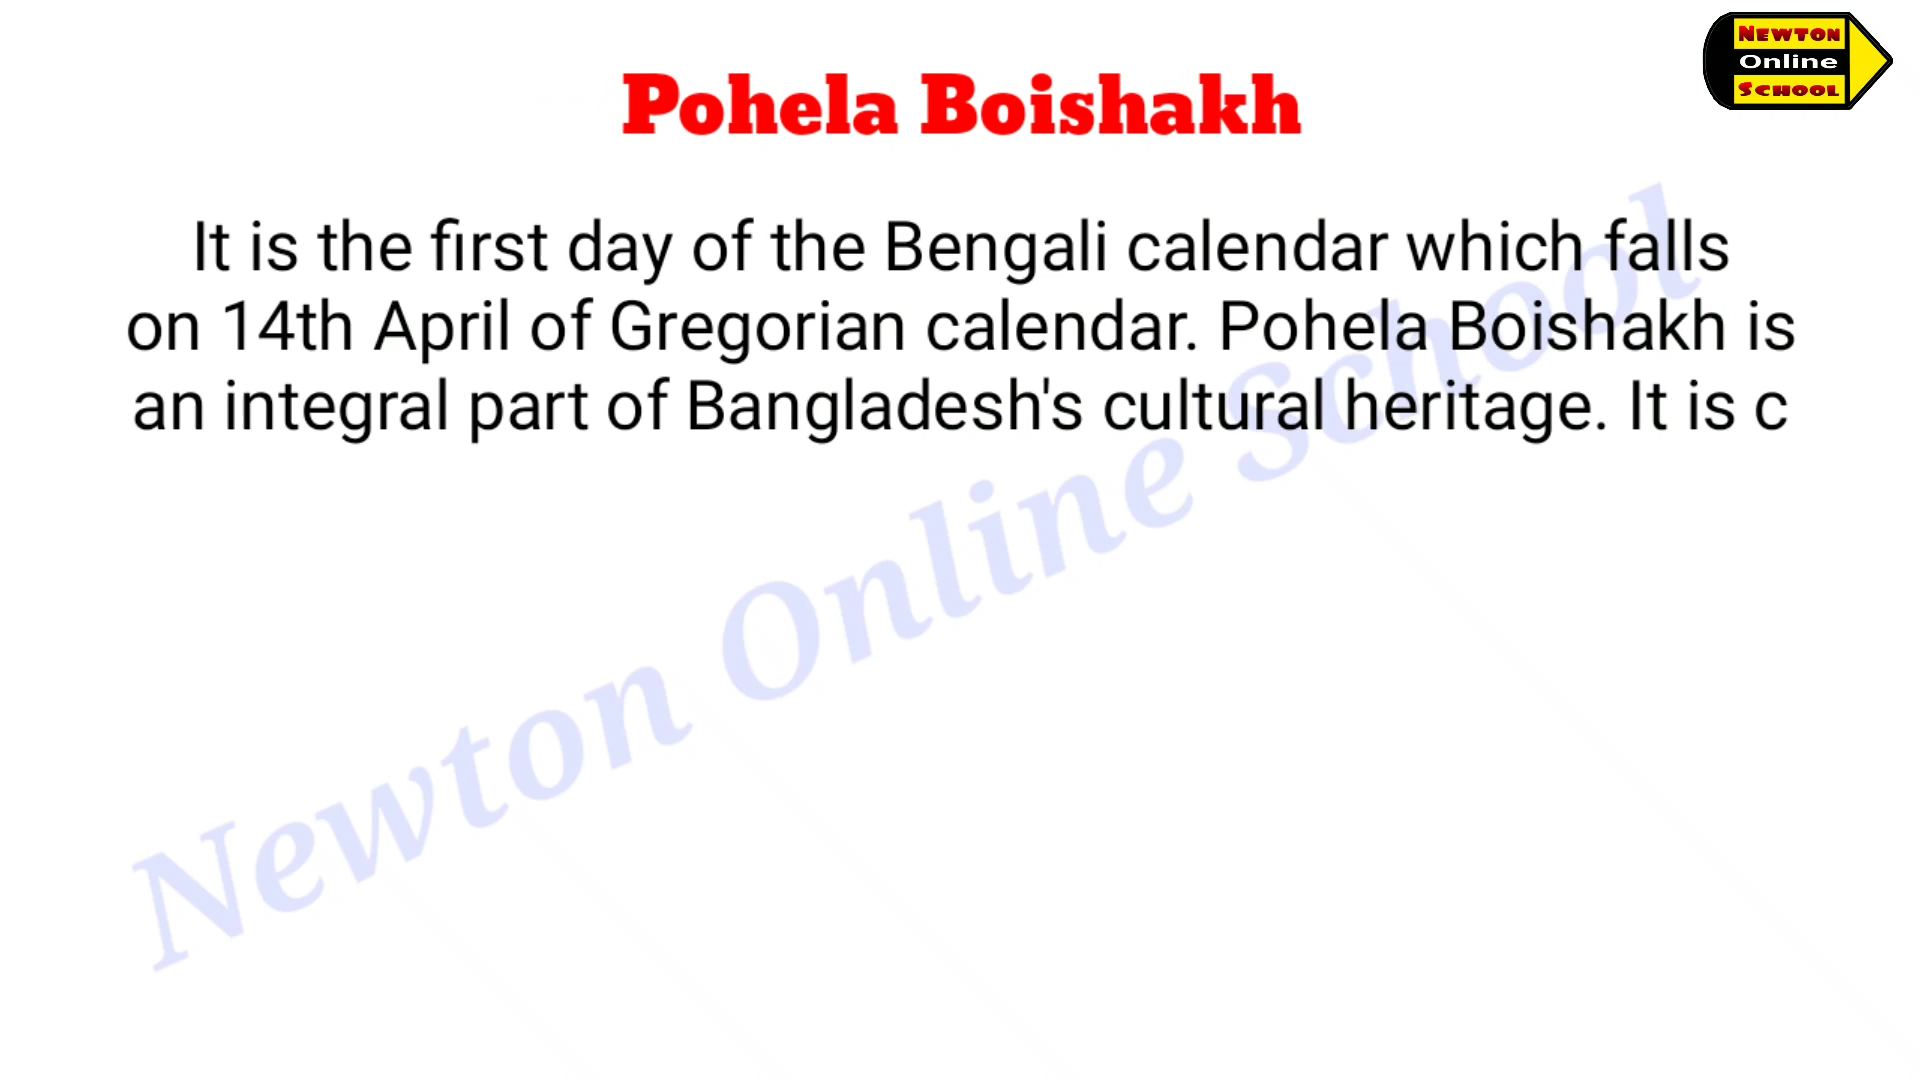 Newton
Online
School
Pohela Boishakh
It is the first day of the Bengali calendar which falls
on 14th April of Gregorian calendar. Pohela Boishakh is
an integral part of Bangladesh's cultural heritage. It is c
Newton Online School